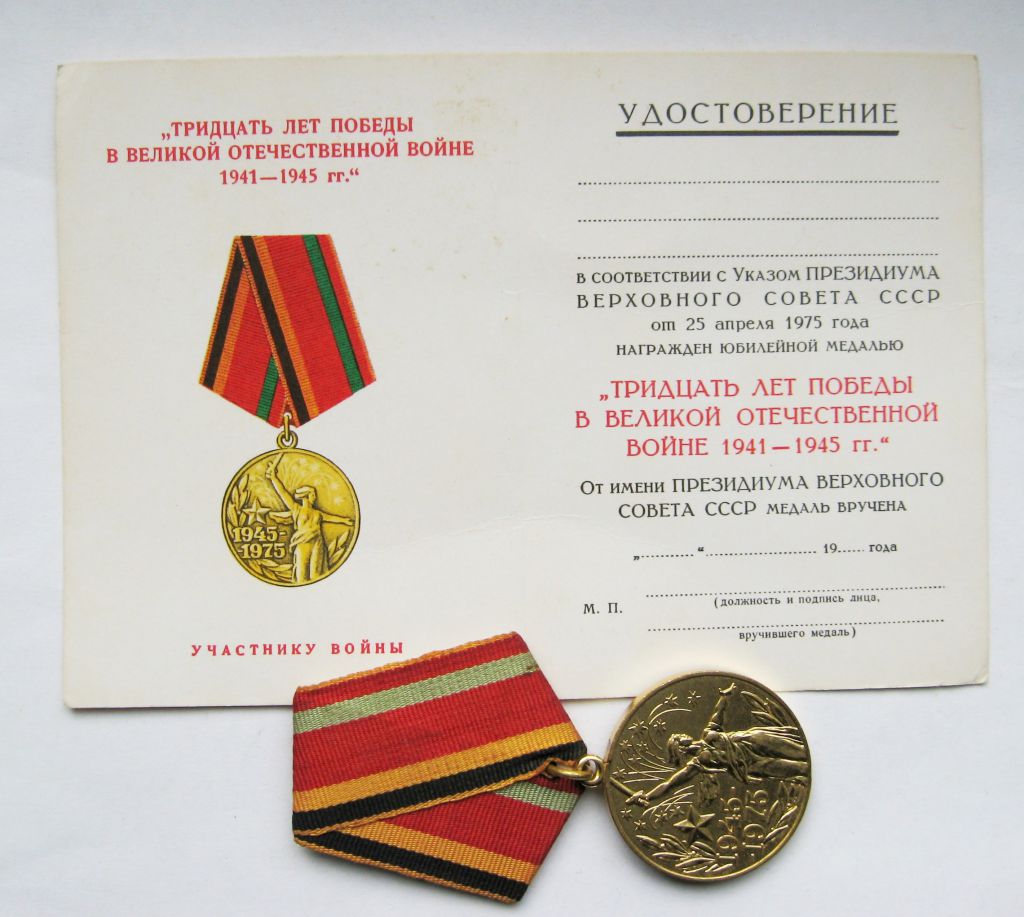 „ТРИДЦАТЬ ЛЕТ ПОБЕДЫ
В ВЕЛИКОЙ ОТЕЧЕСТВЕННОЙ ВОЙНЕ
1941—1945 гг.“
1945-
-1975
УЧАСТНИКУ ВОЙНЫ
УДОСТОВЕРЕНИЕ
В СООТВЕТСТВИИ С Указом ПРЕЗИДИУМА
ВЕРХОВНОГО СОВЕТА СССР
от 25 апреля 1975 года
НАГРАЖДЕН ЮБИЛЕЙНОЙ МЕДАЛЬЮ
„ТРИДЦАТЬ ЛЕТ ПОБЕДЫ
В ВЕЛИКОЙ ОТЕЧЕСТВЕННОЙ
ВОЙНЕ 1941—1945 гг.“
От имени ПРЕЗИДИУМА ВЕРХОВНОГО
СОВЕТА СССР МЕДАЛЬ ВРУЧЕНА
„..........“.................... 19...... года
М. П.
(должность и подпись лица,
вручившего медаль)
1945-
-1975